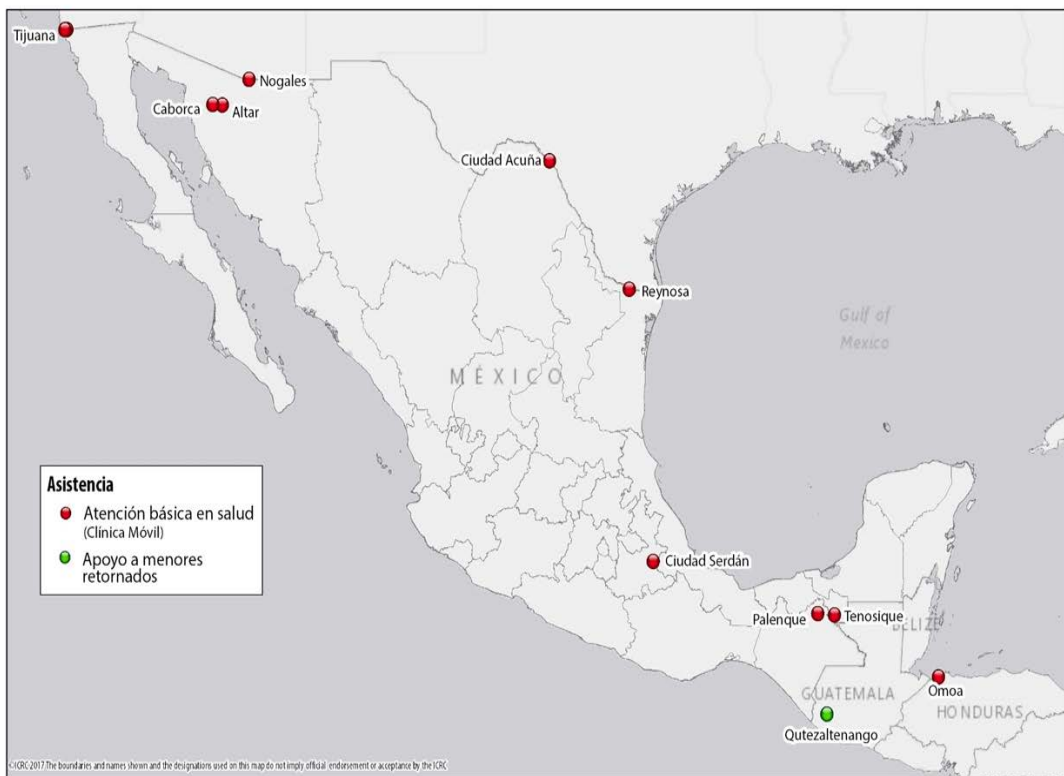 Tijuana
Nogales
Caborca
Altar
Ciudad Acuña
Reynosa
Gulf of
Mexico
MÉXICO
Asistencia
Atención básica en salud
(Clínica Móvil)
Apoyo a menores
retornados
Ciudad Serdán
Palenque
Tenosique
BELIZE
GUATEMALA
Omoa
HONDURAS
Qutezaltenango
© ICRC-2017 The boundaries and names shown and the designations used on this map do not imply official endorsement or acceptance by the ICRC